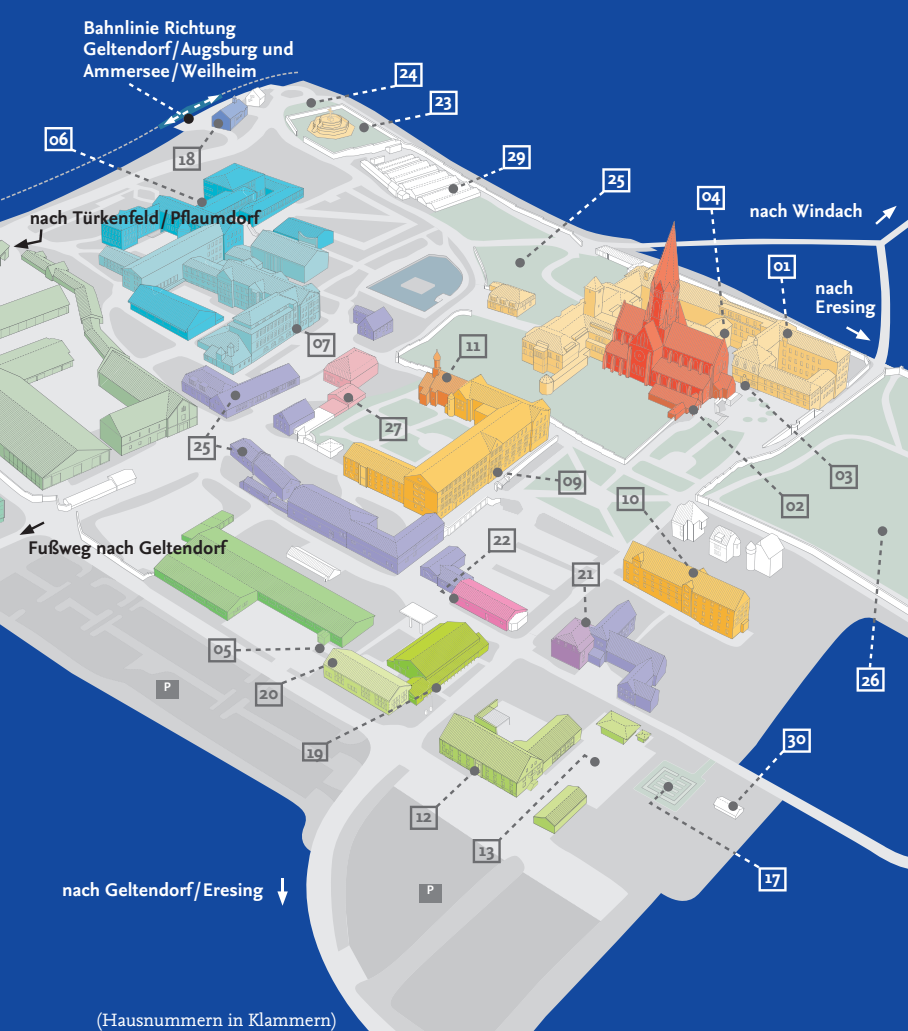 Bahnlinie Richtung
Geltendorf/Augsburg und
Ammersee/Weilheim
24
23
06
18
29
25
04
nach Türkenfeld/Pflaumdorf
nach Windach
01
nach
Eresing
07
11
27
25
09
03
02
10
Fußweg nach Geltendorf
22
21
05
20
26
P
19
30
12
13
17
nach Geltendorf/Eresing
P
(Hausnummern in Klammern)